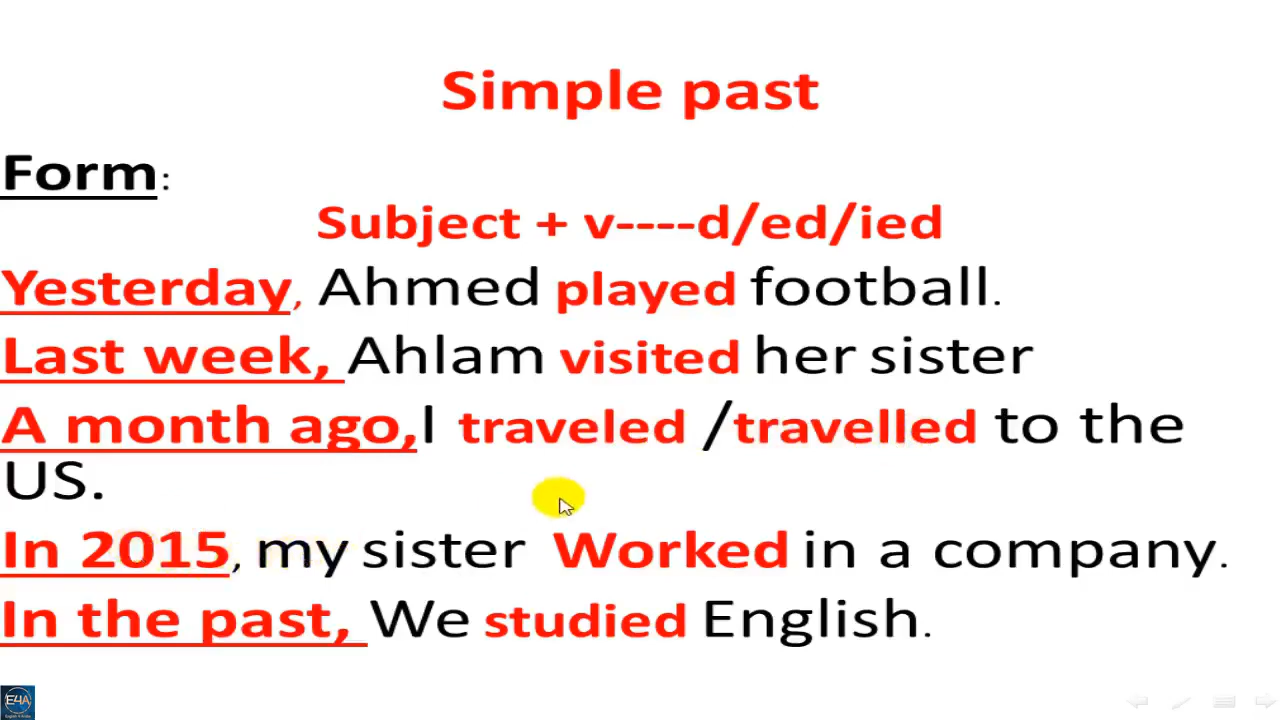 Simple past
Form:
Subject + v----d/ed/ied
Yesterday, Ahmed played football.
Last week, Ahlam visited her sister
A month ago,I traveled /travelled to the
US.
In 2015, my sister Worked in a company.
In the past, We studied English.
E4A